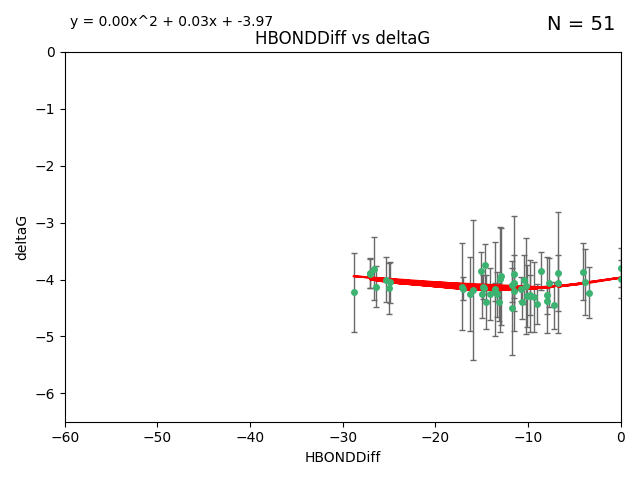 y = 0.00x^2 + 0.03x + -3.97
N = 51
HBONDDiff vs deltaG
0
−1
−2
−3
−4
−5
−6
deltaG
−60
−50
−40
−30
−20
−10
0
HBONDDiff